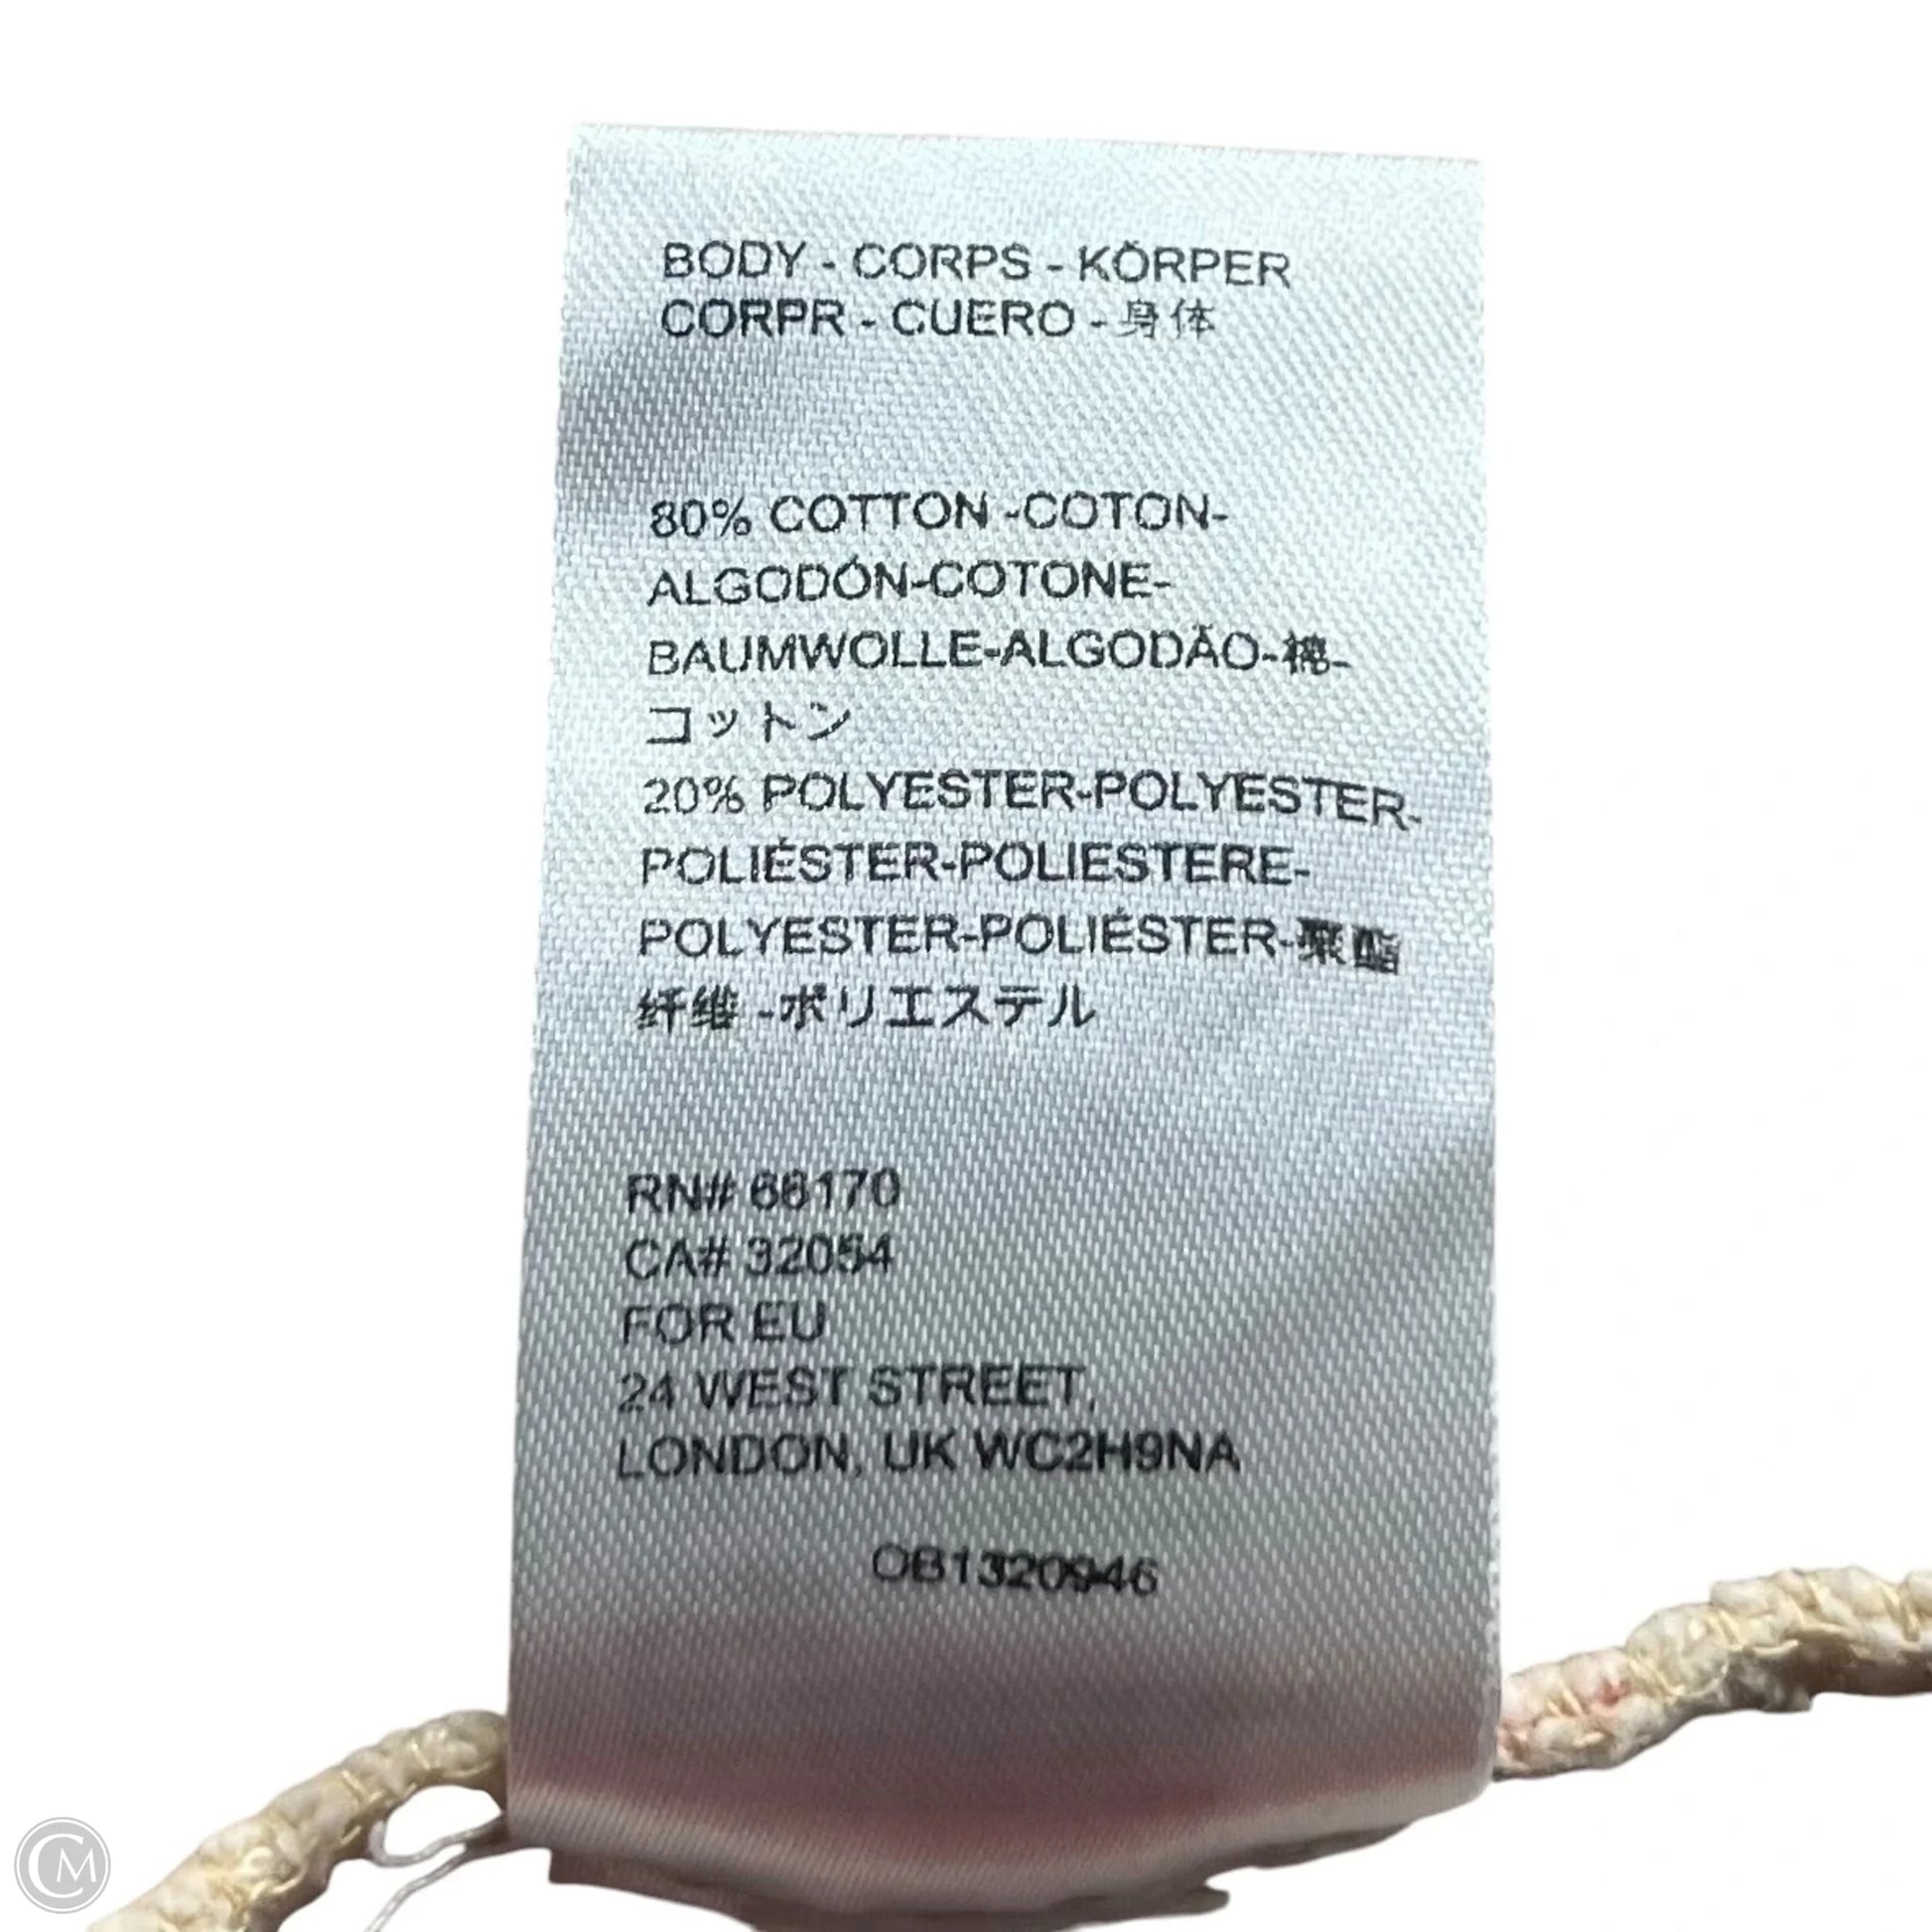 BODY - CORPS - KÖRPER
CORPR - CUERO - 身体
80% COTTON -COTON-
ALGODÓN-COTONE-
BAUMWOLLE-ALGODÃO-棉-
コットン
20% POLYESTER-POLYESTER-
POLIÉSTER-POLIESTERE-
POLYESTER-POLIÉSTER-聚酯
纤维 -ポリエステル
RN# 66170
CA# 32054
FOR EU
24 WEST STREET,
LONDON, UK WC2H9NA
OB1320946
CM